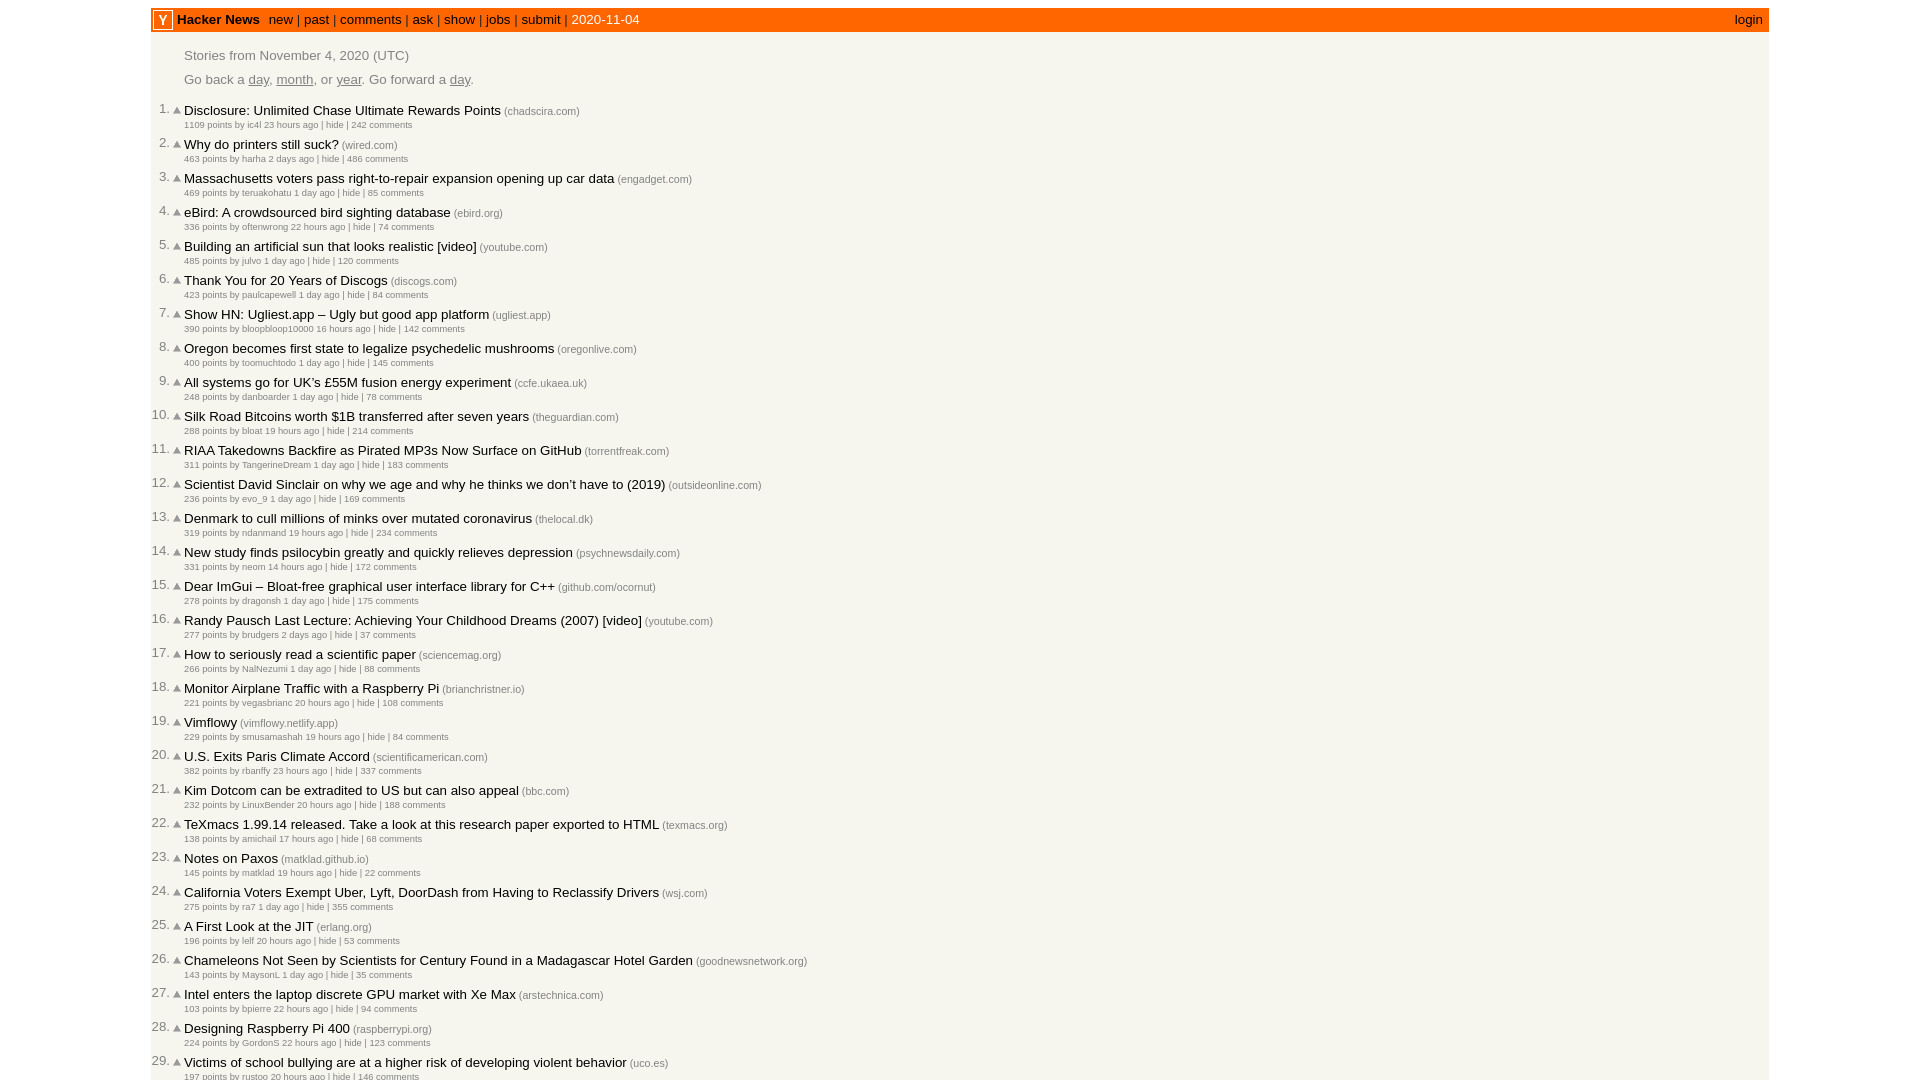 Y Hacker News new | past | comments | ask | show | jobs | submit | 2020-11-04 login
Stories from November 4, 2020 (UTC)
Go back a day, month, or year. Go forward a day.
1. Disclosure: Unlimited Chase Ultimate Rewards Points (chadscira.com)
1109 points by ic4l 23 hours ago | hide | 242 comments
2. Why do printers still suck? (wired.com)
463 points by harha 2 days ago | hide | 486 comments
3. Massachusetts voters pass right-to-repair expansion opening up car data (engadget.com)
469 points by teruakohatu 1 day ago | hide | 85 comments
4. eBird: A crowdsourced bird sighting database (ebird.org)
336 points by oftenwrong 22 hours ago | hide | 74 comments
5. Building an artificial sun that looks realistic [video] (youtube.com)
485 points by julvo 1 day ago | hide | 120 comments
6. Thank You for 20 Years of Discogs (discogs.com)
423 points by paulcapewell 1 day ago | hide | 84 comments
7. Show HN: Ugliest.app – Ugly but good app platform (ugliest.app)
390 points by bloopbloop10000 16 hours ago | hide | 142 comments
8. Oregon becomes first state to legalize psychedelic mushrooms (oregonlive.com)
400 points by toomuchtodo 1 day ago | hide | 145 comments
9. All systems go for UK’s £55M fusion energy experiment (ccfe.ukaea.uk)
248 points by danboarder 1 day ago | hide | 78 comments
10. Silk Road Bitcoins worth $1B transferred after seven years (theguardian.com)
288 points by bloat 19 hours ago | hide | 214 comments
11. RIAA Takedowns Backfire as Pirated MP3s Now Surface on GitHub (torrentfreak.com)
311 points by TangerineDream 1 day ago | hide | 183 comments
12. Scientist David Sinclair on why we age and why he thinks we don’t have to (2019) (outsideonline.com)
236 points by evo_9 1 day ago | hide | 169 comments
13. Denmark to cull millions of minks over mutated coronavirus (thelocal.dk)
319 points by ndanmand 19 hours ago | hide | 234 comments
14. New study finds psilocybin greatly and quickly relieves depression (psychnewsdaily.com)
331 points by neom 14 hours ago | hide | 172 comments
15. Dear ImGui – Bloat-free graphical user interface library for C++ (github.com/ocornut)
278 points by dragonsh 1 day ago | hide | 175 comments
16. Randy Pausch Last Lecture: Achieving Your Childhood Dreams (2007) [video] (youtube.com)
277 points by brudgers 2 days ago | hide | 37 comments
17. How to seriously read a scientific paper (sciencemag.org)
266 points by NalNezumi 1 day ago | hide | 88 comments
18. Monitor Airplane Traffic with a Raspberry Pi (brianchristner.io)
221 points by vegasbrianc 20 hours ago | hide | 108 comments
19. Vimflowy (vimflowy.netlify.app)
229 points by smusamashah 19 hours ago | hide | 84 comments
20. U.S. Exits Paris Climate Accord (scientificamerican.com)
382 points by rbanffy 23 hours ago | hide | 337 comments
21. Kim Dotcom can be extradited to US but can also appeal (bbc.com)
232 points by LinuxBender 20 hours ago | hide | 188 comments
22. TeXmacs 1.99.14 released. Take a look at this research paper exported to HTML (texmacs.org)
138 points by amichail 17 hours ago | hide | 68 comments
23. Notes on Paxos (matklad.github.io)
145 points by matklad 19 hours ago | hide | 22 comments
24. California Voters Exempt Uber, Lyft, DoorDash from Having to Reclassify Drivers (wsj.com)
275 points by ra7 1 day ago | hide | 355 comments
25. A First Look at the JIT (erlang.org)
196 points by lelf 20 hours ago | hide | 53 comments
26. Chameleons Not Seen by Scientists for Century Found in a Madagascar Hotel Garden (goodnewsnetwork.org)
143 points by MaysonL 1 day ago | hide | 35 comments
27. Intel enters the laptop discrete GPU market with Xe Max (arstechnica.com)
103 points by bpierre 22 hours ago | hide | 94 comments
28. Designing Raspberry Pi 400 (raspberrypi.org)
224 points by GordonS 22 hours ago | hide | 123 comments
29. Victims of school bullying are at a higher risk of developing violent behavior (uco.es)
197 points by rustoo 20 hours ago | hide | 146 comments